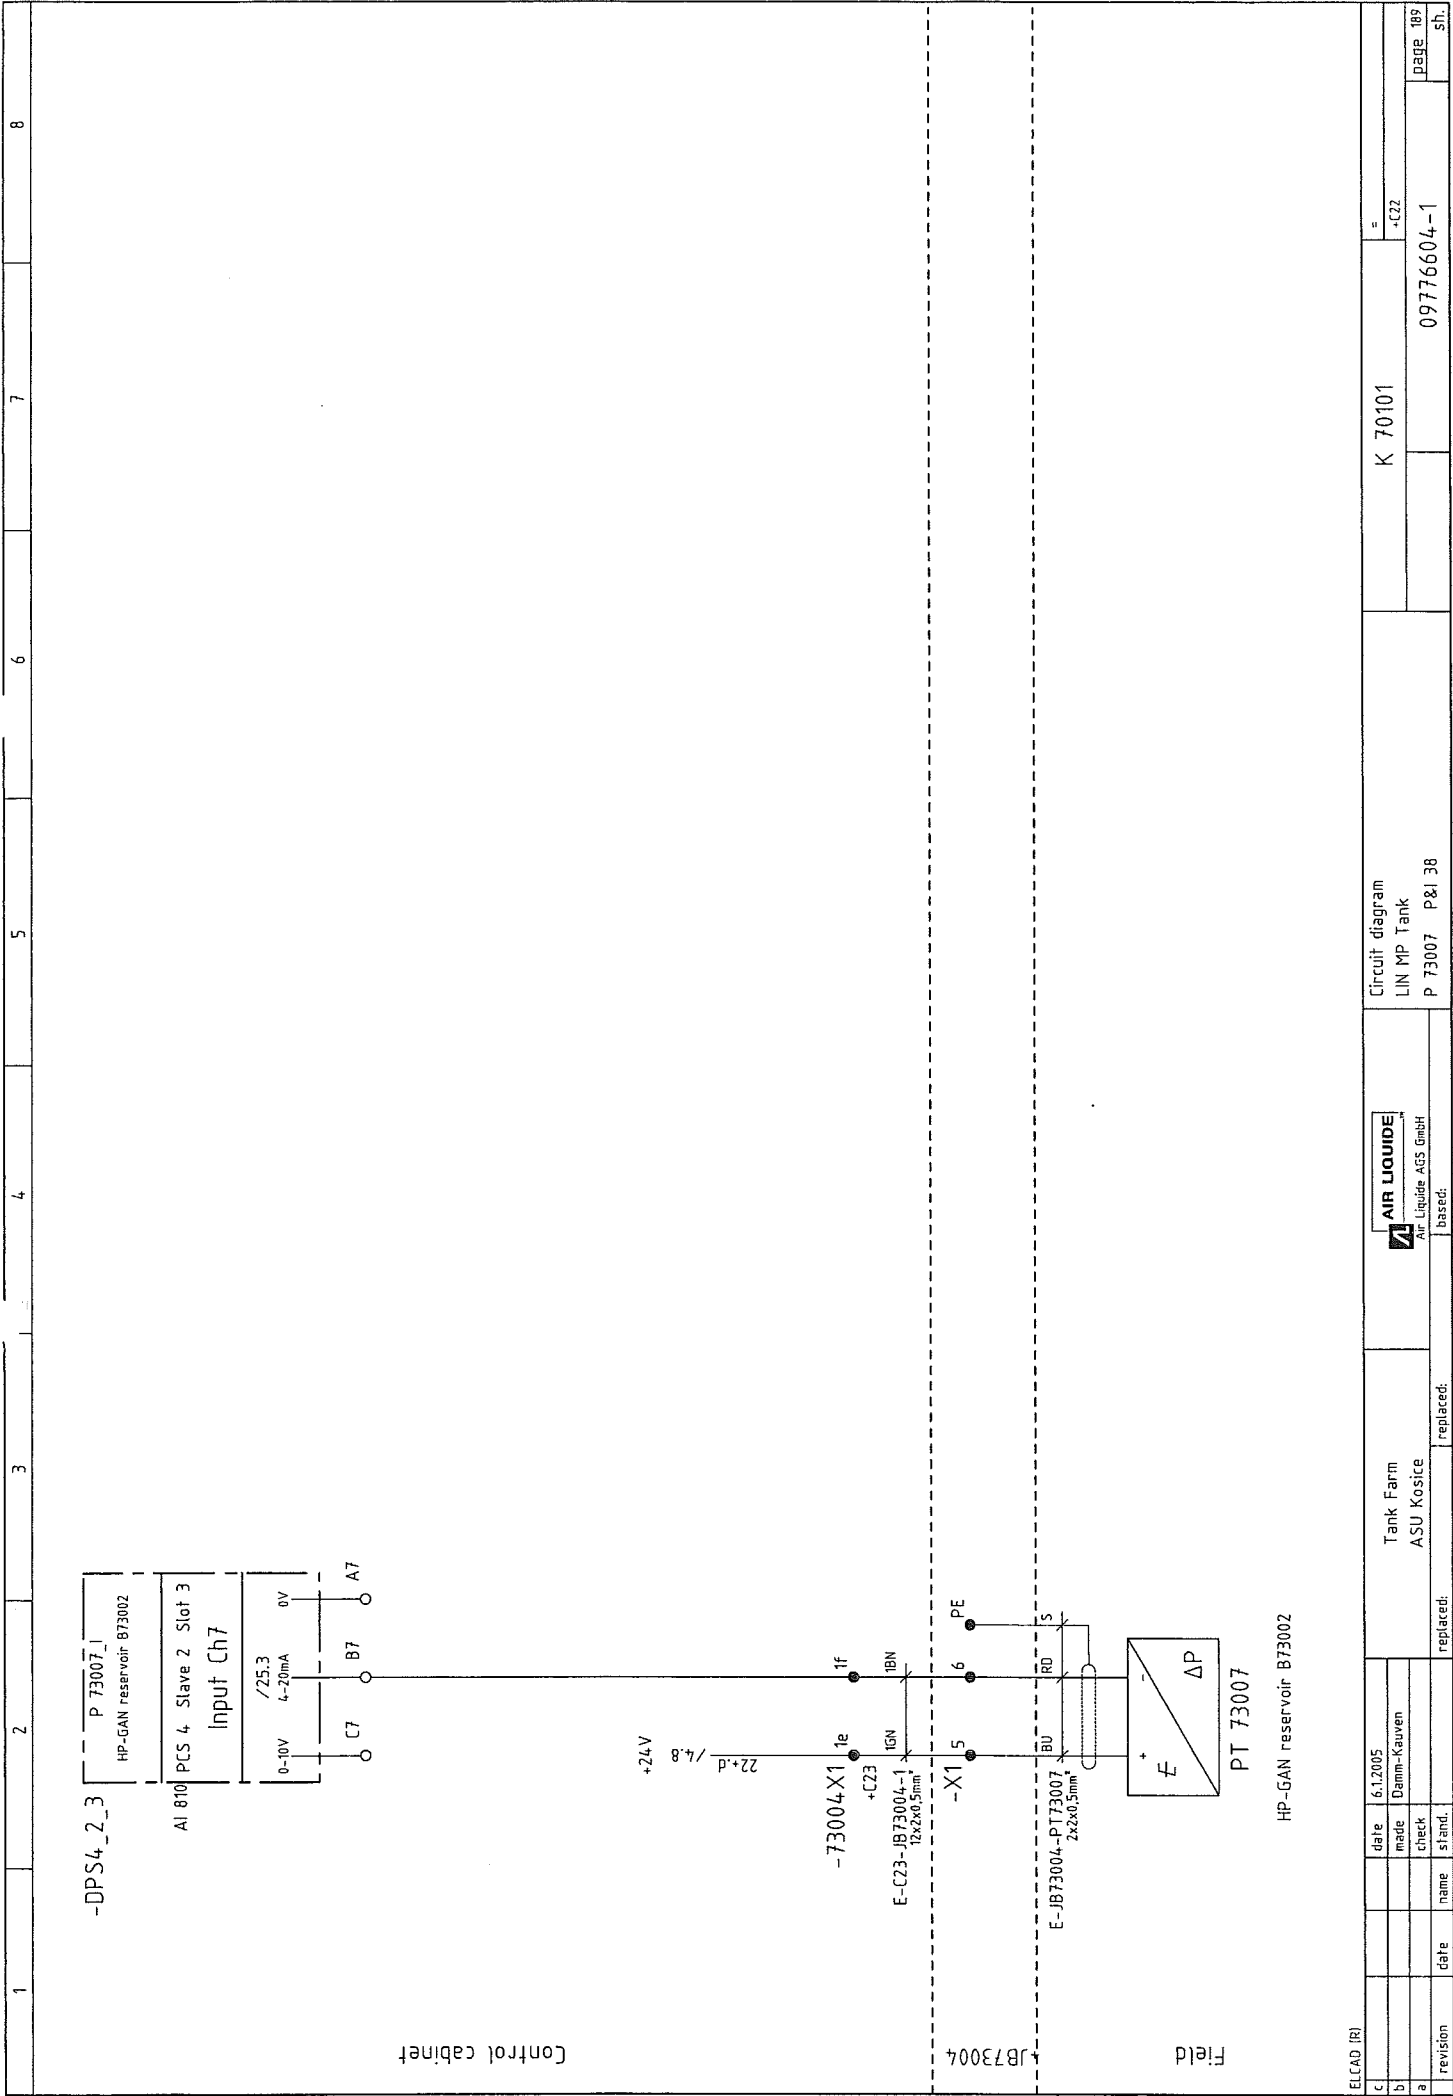 1 2 3 4 5 6 7 8
-DPS4_2_3
P 73007_I
HP-GAN reservoir B73002
AI 810
PCS 4 Slave 2 Slot 3
Input Ch7
/25.3
0-10V 4-20mA 0V
C7 B7 A7
Control cabinet
+24V
22+.d /4.8
-73004X1 1e 1f
+C23
1GN 1BN
E-C23-JB73004-1
12x2x0,5mm²
+JB73004
-X1 5 6 PE
BU RD S
E-JB73004-PT73007
2x2x0,5mm²
Field
+ -
E ΔP
PT 73007
HP-GAN reservoir B73002
ELCAD (R)
c
b
a
revision date name
date 6.1.2005
made Damm-Kauven
check
stand.
Tank Farm
ASU Kosice
replaced: replaced: based:
AIR LIQUIDE™
Air Liquide AGS GmbH
Circuit diagram
LIN MP Tank
P 73007 P&I 38
K 70101
=
+C22
09776604-1
page 189
sh.